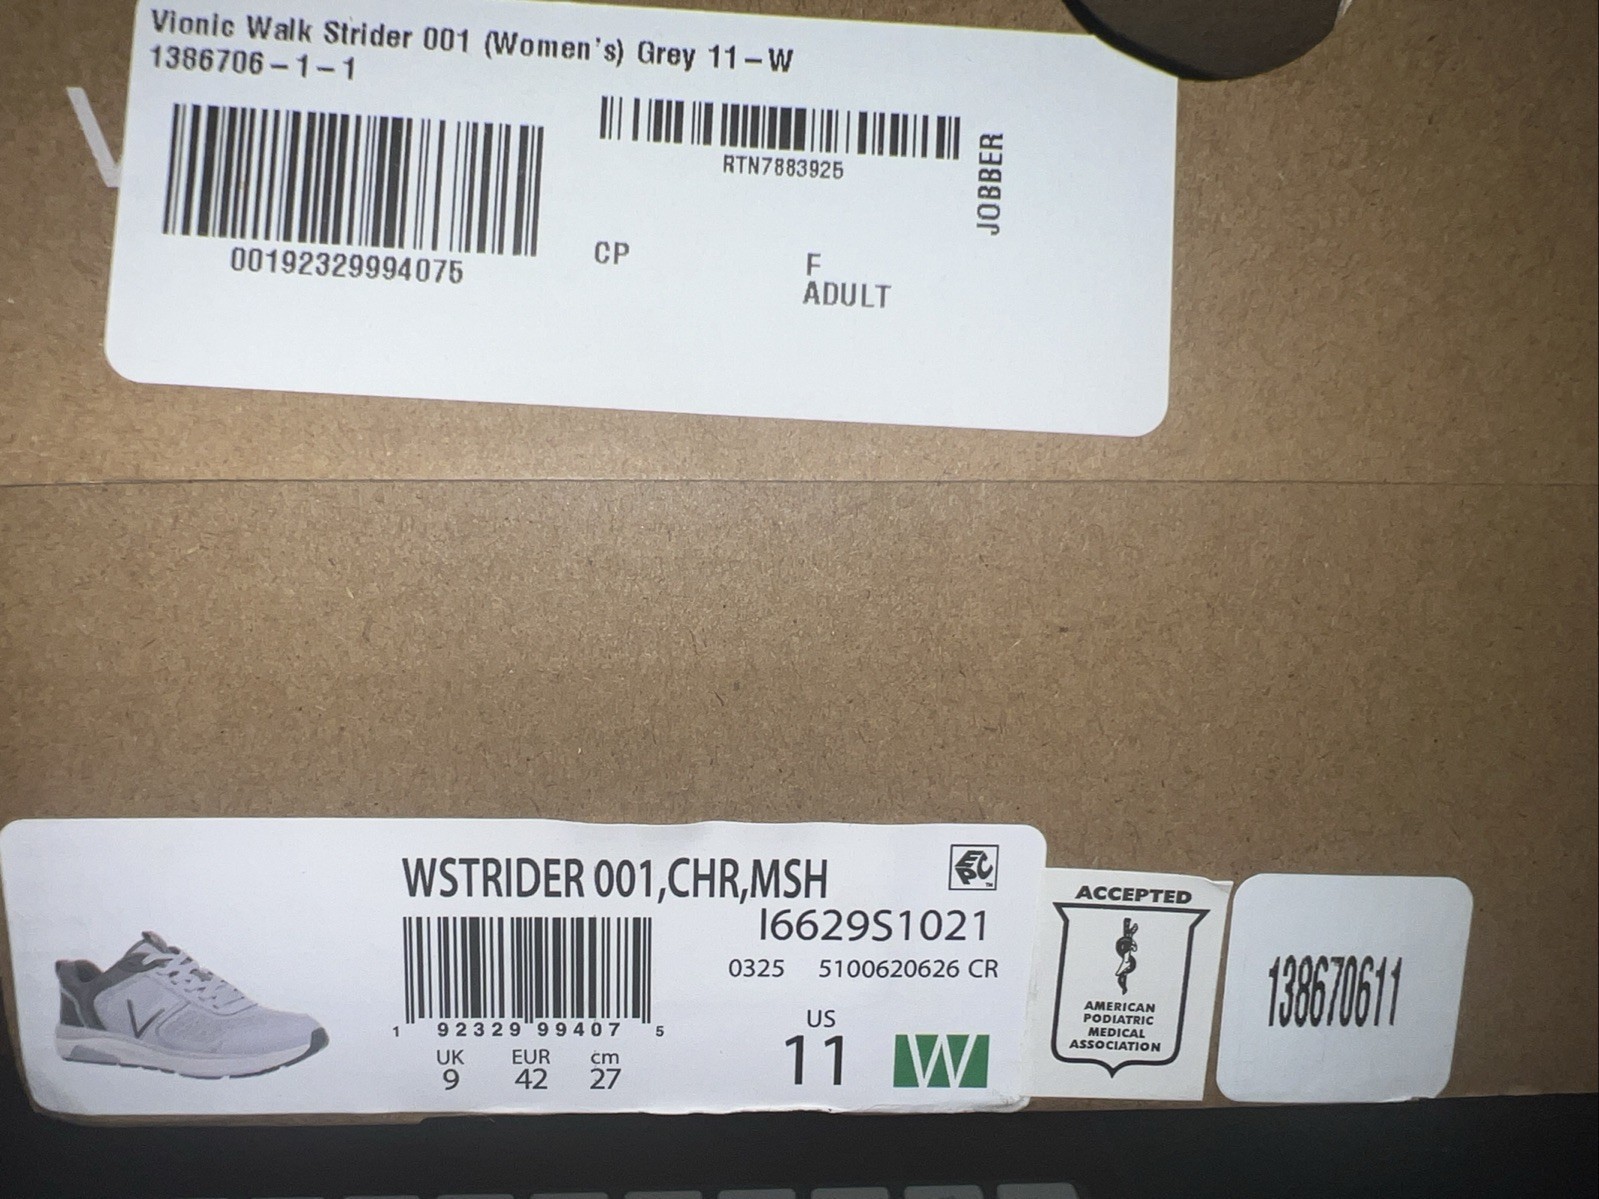 Vionic Walk Strider 001 (Women's) Grey 11-W
1386706-1-1
00192329994075
RTN7883925
JOBBER
CP
F
ADULT
WSTRIDER 001,CHR,MSH
EPC
™
I6629S1021
0325 5100620626 CR
1 92329 99407 5
UK
9
EUR
42
cm
27
US
11
W
V
ACCEPTED
AMERICAN
PODIATRIC
MEDICAL
ASSOCIATION
138670611